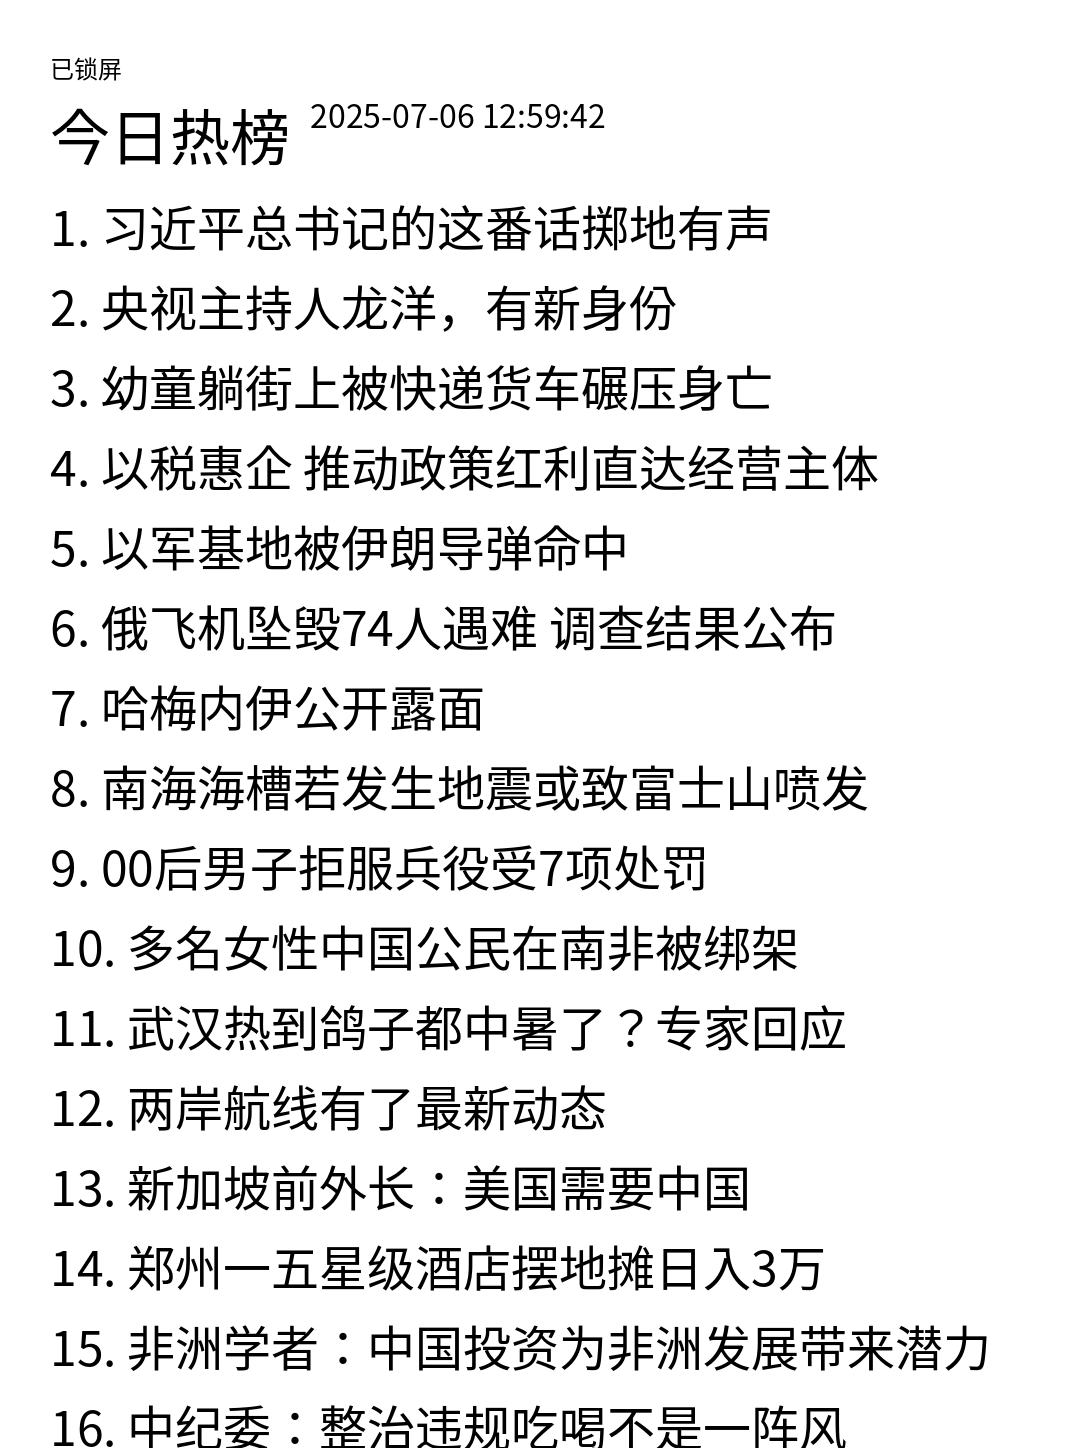 已锁屏
今日热榜 2025-07-06 12:59:42
1. 习近平总书记的这番话掷地有声
2. 央视主持人龙洋，有新身份
3. 幼童躺街上被快递货车碾压身亡
4. 以税惠企 推动政策红利直达经营主体
5. 以军基地被伊朗导弹命中
6. 俄飞机坠毁74人遇难 调查结果公布
7. 哈梅内伊公开露面
8. 南海海槽若发生地震或致富士山喷发
9. 00后男子拒服兵役受7项处罚
10. 多名女性中国公民在南非被绑架
11. 武汉热到鸽子都中暑了？专家回应
12. 两岸航线有了最新动态
13. 新加坡前外长：美国需要中国
14. 郑州一五星级酒店摆地摊日入3万
15. 非洲学者：中国投资为非洲发展带来潜力
16. 中纪委：整治违规吃喝不是一阵风